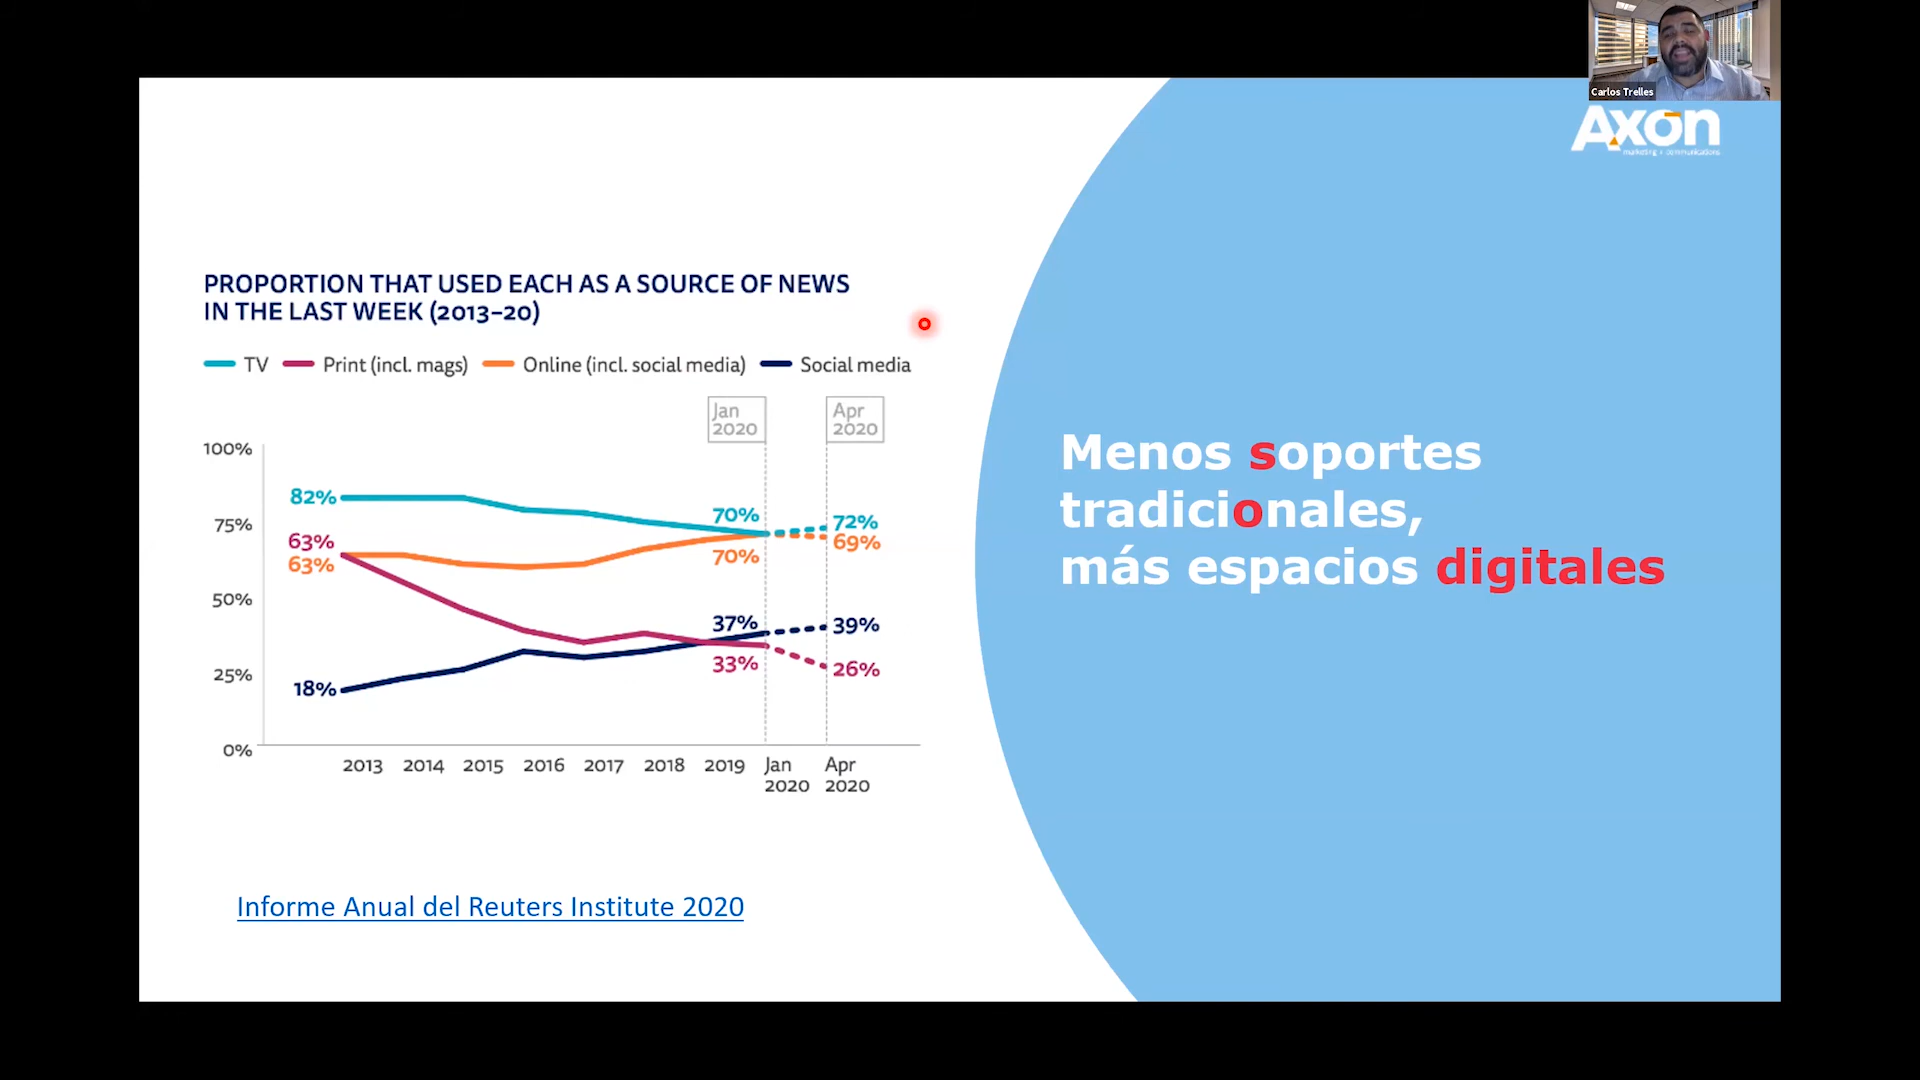 Carlos Trelles
Axón
marketing + communications
PROPORTION THAT USED EACH AS A SOURCE OF NEWS
IN THE LAST WEEK (2013–20)
TV Print (incl. mags) Online (incl. social media) Social media
Jan
2020
Apr
2020
100%
75%
50%
25%
0%
82%
63%
63%
18%
70%
70%
37%
33%
72%
69%
39%
26%
2013 2014 2015 2016 2017 2018 2019 Jan 2020 Apr 2020
Informe Anual del Reuters Institute 2020
Menos soportes
tradicionales,
más espacios digitales